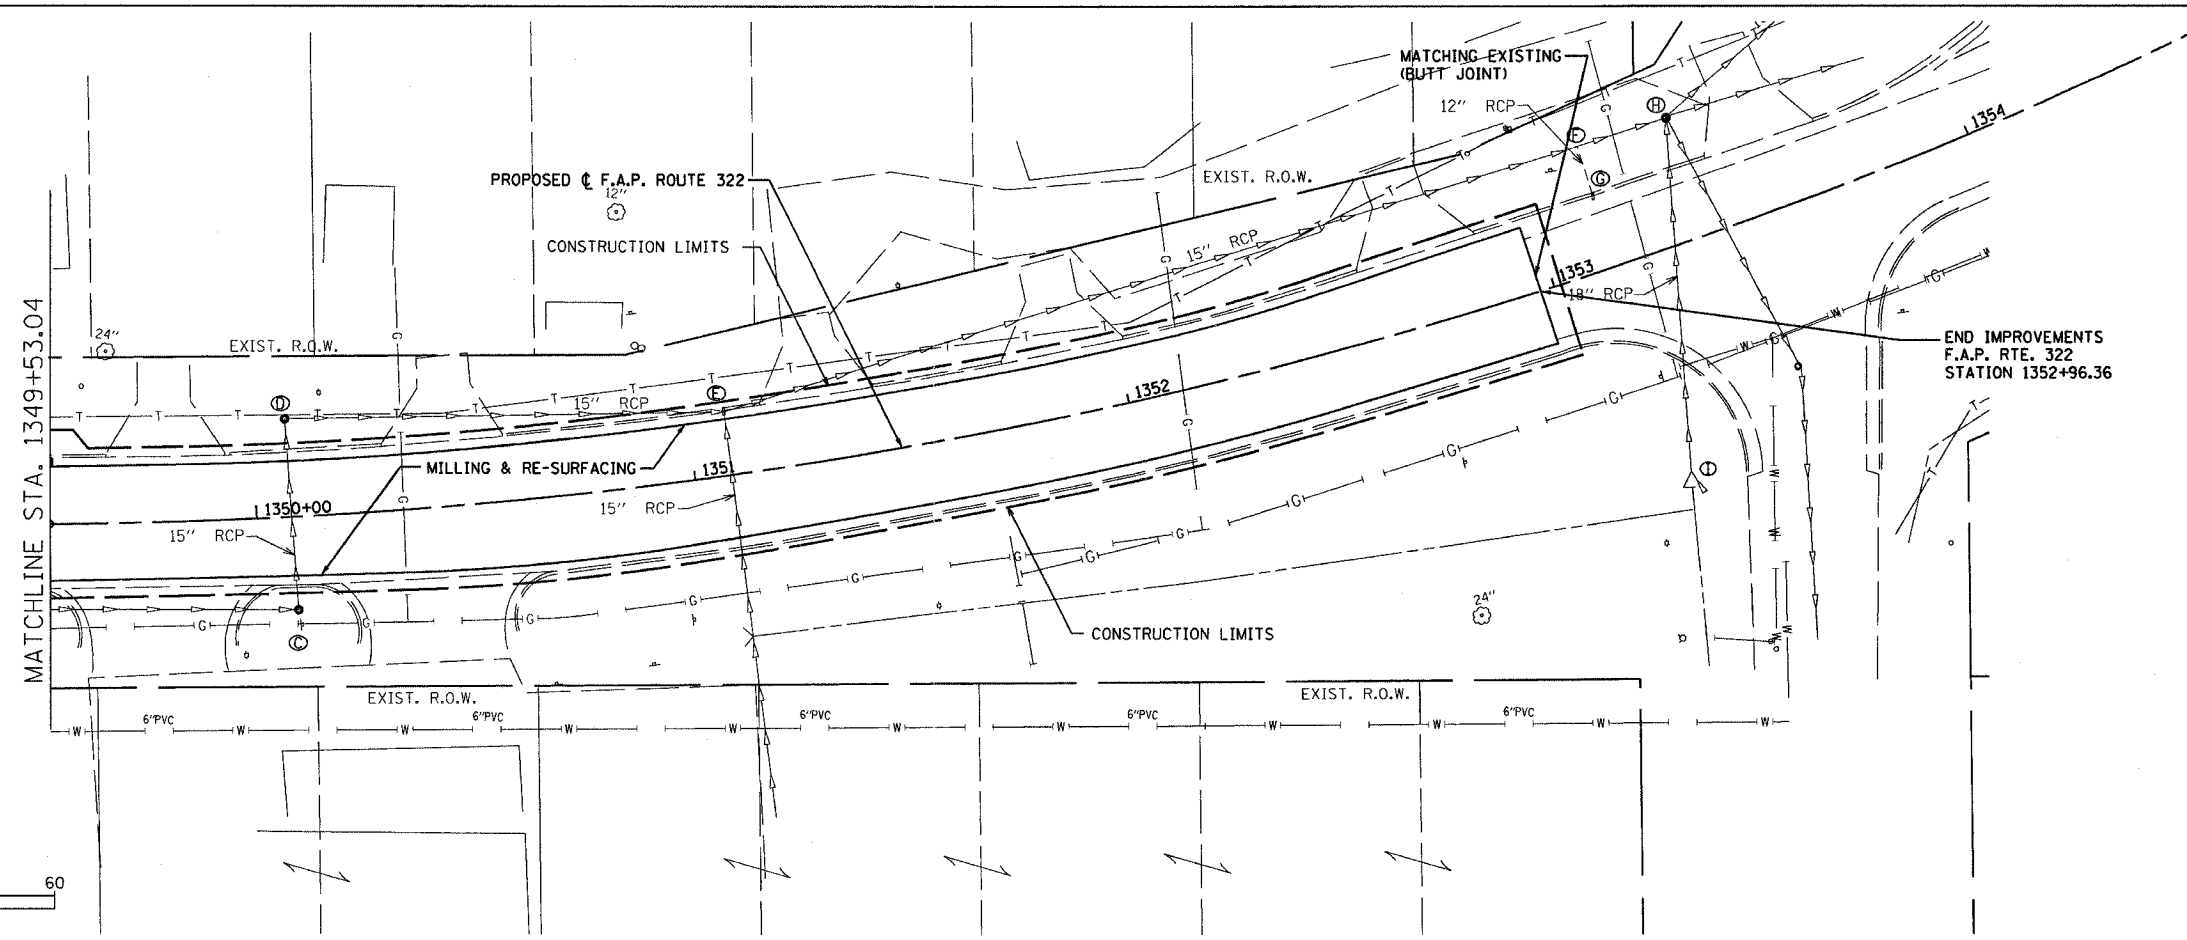 MATCHING EXISTING
(BUTT JOINT)
12" RCP
H
1354
F
G
PROPOSED ℄ F.A.P. ROUTE 322
12"
EXIST. R.O.W.
CONSTRUCTION LIMITS
15" RCP
1353
18" RCP
MATCHLINE STA. 1349+53.04
24"
EXIST. R.O.W.
END IMPROVEMENTS
F.A.P. RTE. 322
STATION 1352+96.36
D
15" RCP
E
1352
MILLING & RE-SURFACING
1351
I
1350+00
15" RCP
15" RCP
24"
C
CONSTRUCTION LIMITS
EXIST. R.O.W.
EXIST. R.O.W.
6"PVC
6"PVC
6"PVC
6"PVC
6"PVC
W W W W W W W W W W W
T T T T T T T T T
G G G G G G G G G G
60